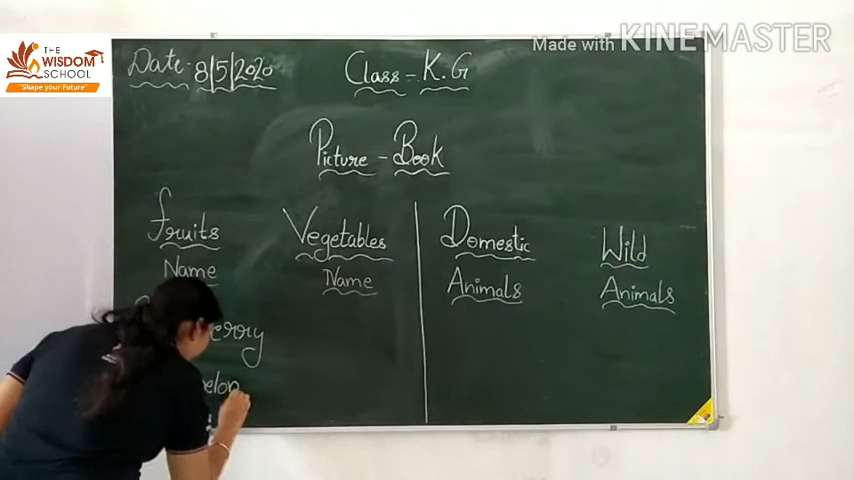 Made with KINEMASTER
THE
WISDOM
SCHOOL
"Shape your Future"
Date- 8/5/2020
Class- K.G
Picture - Book
Fruits
Name
Vegetables
Name
Domestic
Animals
Wild
Animals